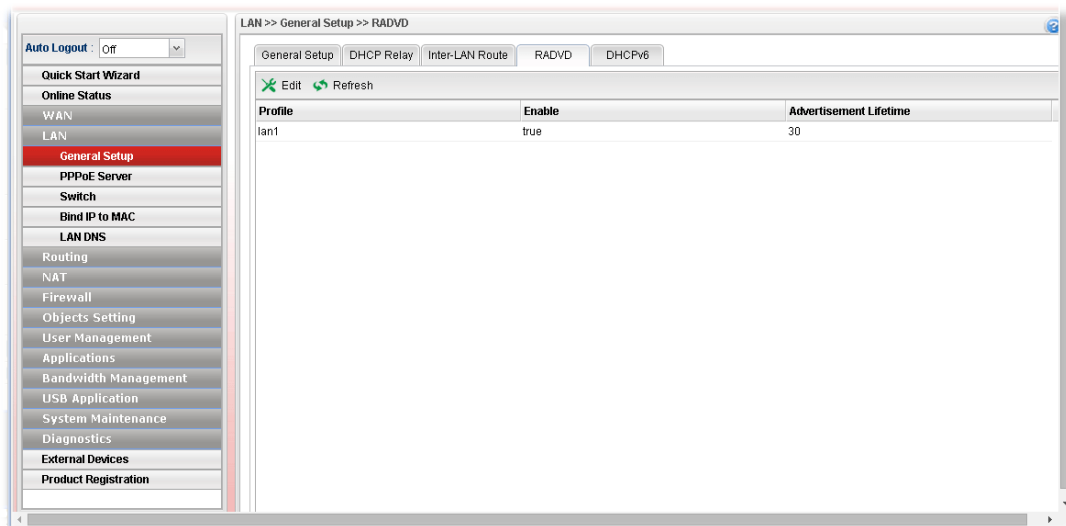 LAN >> General Setup >> RADVD
Auto Logout : Off
Quick Start Wizard
Online Status
WAN
LAN
General Setup
PPPoE Server
Switch
Bind IP to MAC
LAN DNS
Routing
NAT
Firewall
Objects Setting
User Management
Applications
Bandwidth Management
USB Application
System Maintenance
Diagnostics
External Devices
Product Registration
General Setup DHCP Relay Inter-LAN Route RADVD DHCPv6
Edit Refresh
Profile Enable Advertisement Lifetime
lan1 true 30